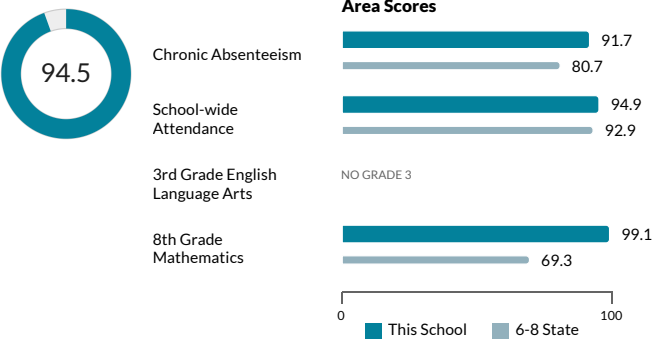 Area Scores
94.5
Chronic Absenteeism
91.7
80.7
School-wide
Attendance
94.9
92.9
3rd Grade English
Language Arts
NO GRADE 3
8th Grade
Mathematics
99.1
69.3
0
100
This School
6-8 State